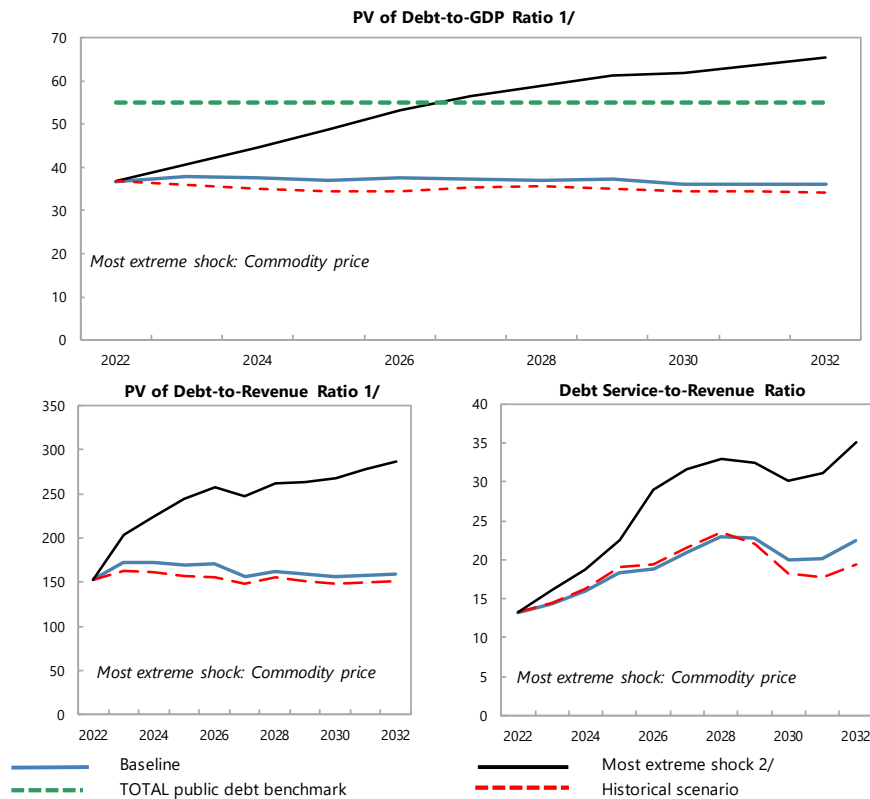 PV of Debt-to-GDP Ratio 1/
70
60
50
40
30
20
10
0
Most extreme shock: Commodity price
2022 2024 2026 2028 2030 2032
PV of Debt-to-Revenue Ratio 1/
350
300
250
200
150
100
50
0
Most extreme shock: Commodity price
2022 2024 2026 2028 2030 2032
Debt Service-to-Revenue Ratio
40
35
30
25
20
15
10
5
0
Most extreme shock: Commodity price
2022 2024 2026 2028 2030 2032
Baseline
Most extreme shock 2/
TOTAL public debt benchmark
Historical scenario